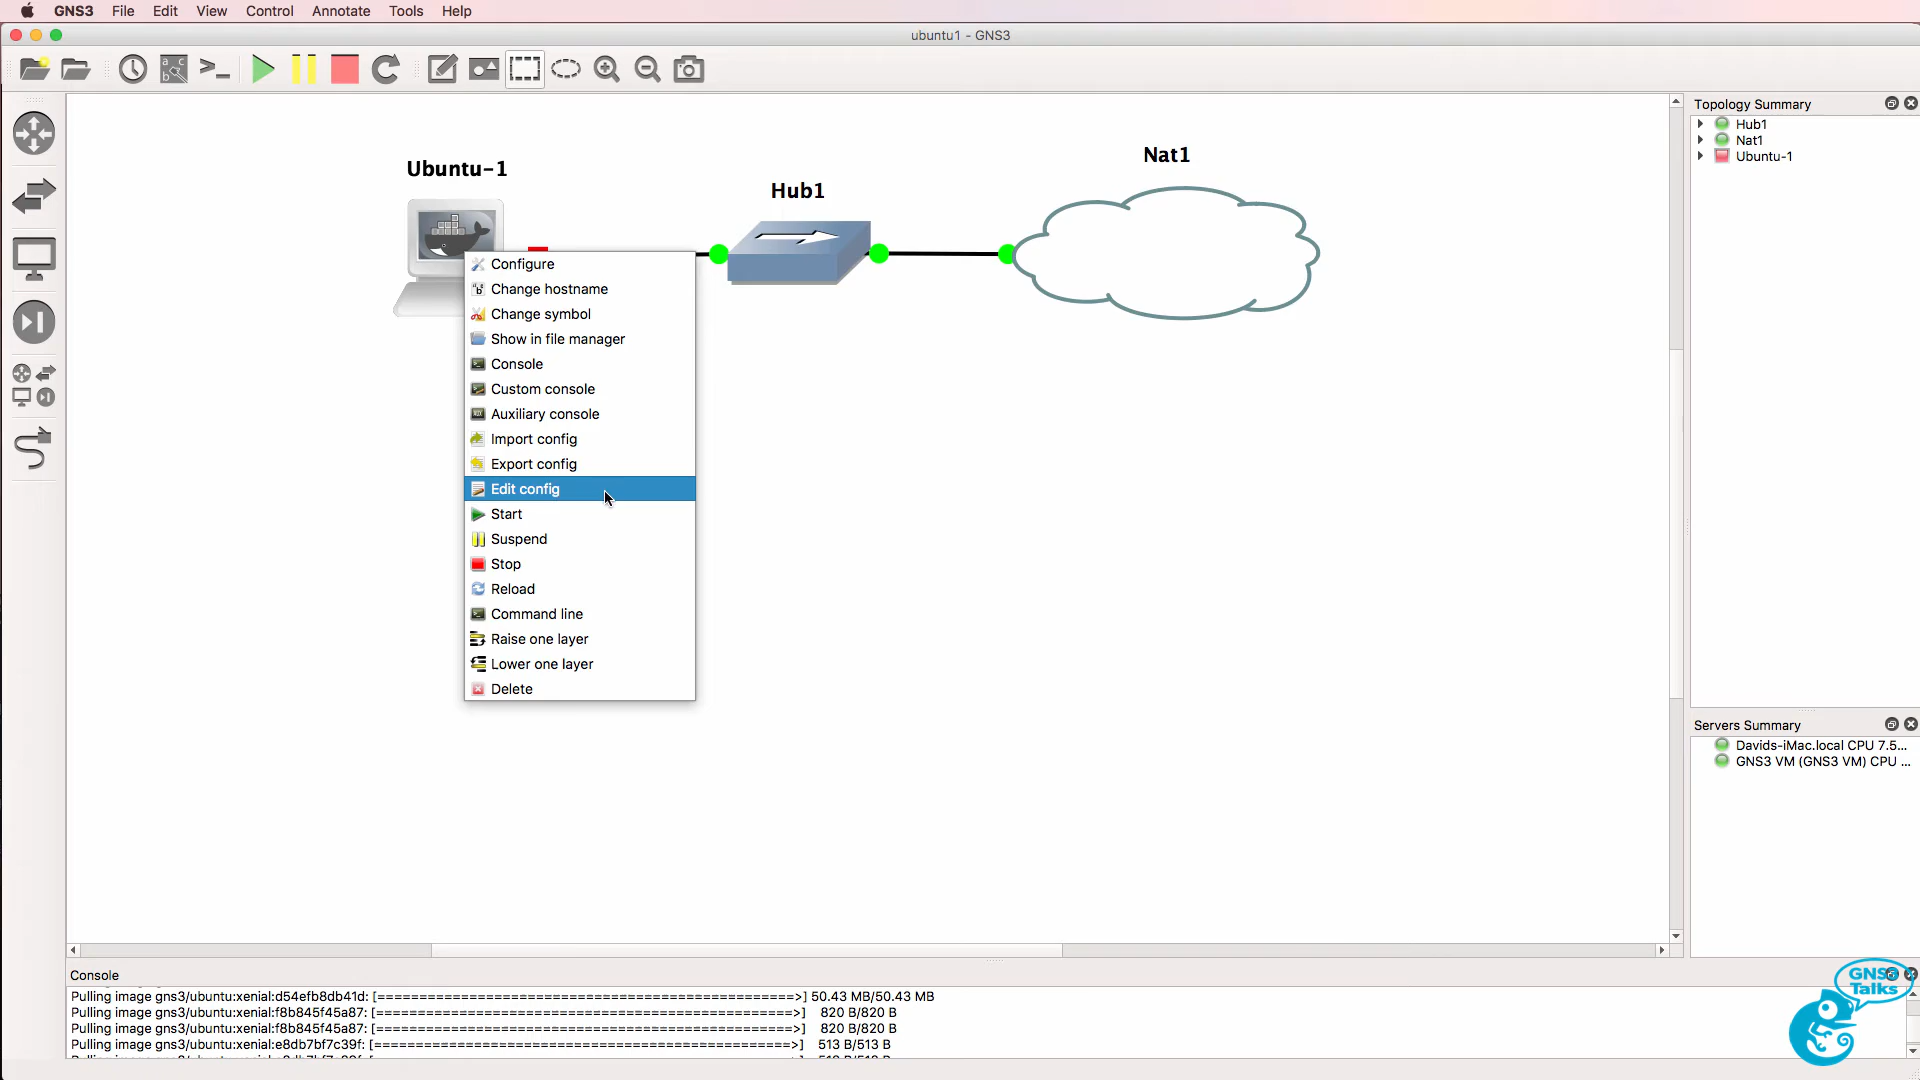 GNS3 File Edit View Control Annotate Tools Help
ubuntu1 - GNS3
Topology Summary
Hub1
Nat1
Ubuntu-1
Ubuntu-1
Hub1
Nat1
Configure
Change hostname
Change symbol
Show in file manager
Console
Custom console
Auxiliary console
Import config
Export config
Edit config
Start
Suspend
Stop
Reload
Command line
Raise one layer
Lower one layer
Delete
Servers Summary
Davids-iMac.local CPU 7.5...
GNS3 VM (GNS3 VM) CPU ...
Console
Pulling image gns3/ubuntu:xenial:d54efb8db41d: [==================================================>] 50.43 MB/50.43 MB
Pulling image gns3/ubuntu:xenial:f8b845f45a87: [==================================================>] 820 B/820 B
Pulling image gns3/ubuntu:xenial:f8b845f45a87: [==================================================>] 820 B/820 B
Pulling image gns3/ubuntu:xenial:e8db7bf7c39f: [==================================================>] 513 B/513 B
GNS3
Talks